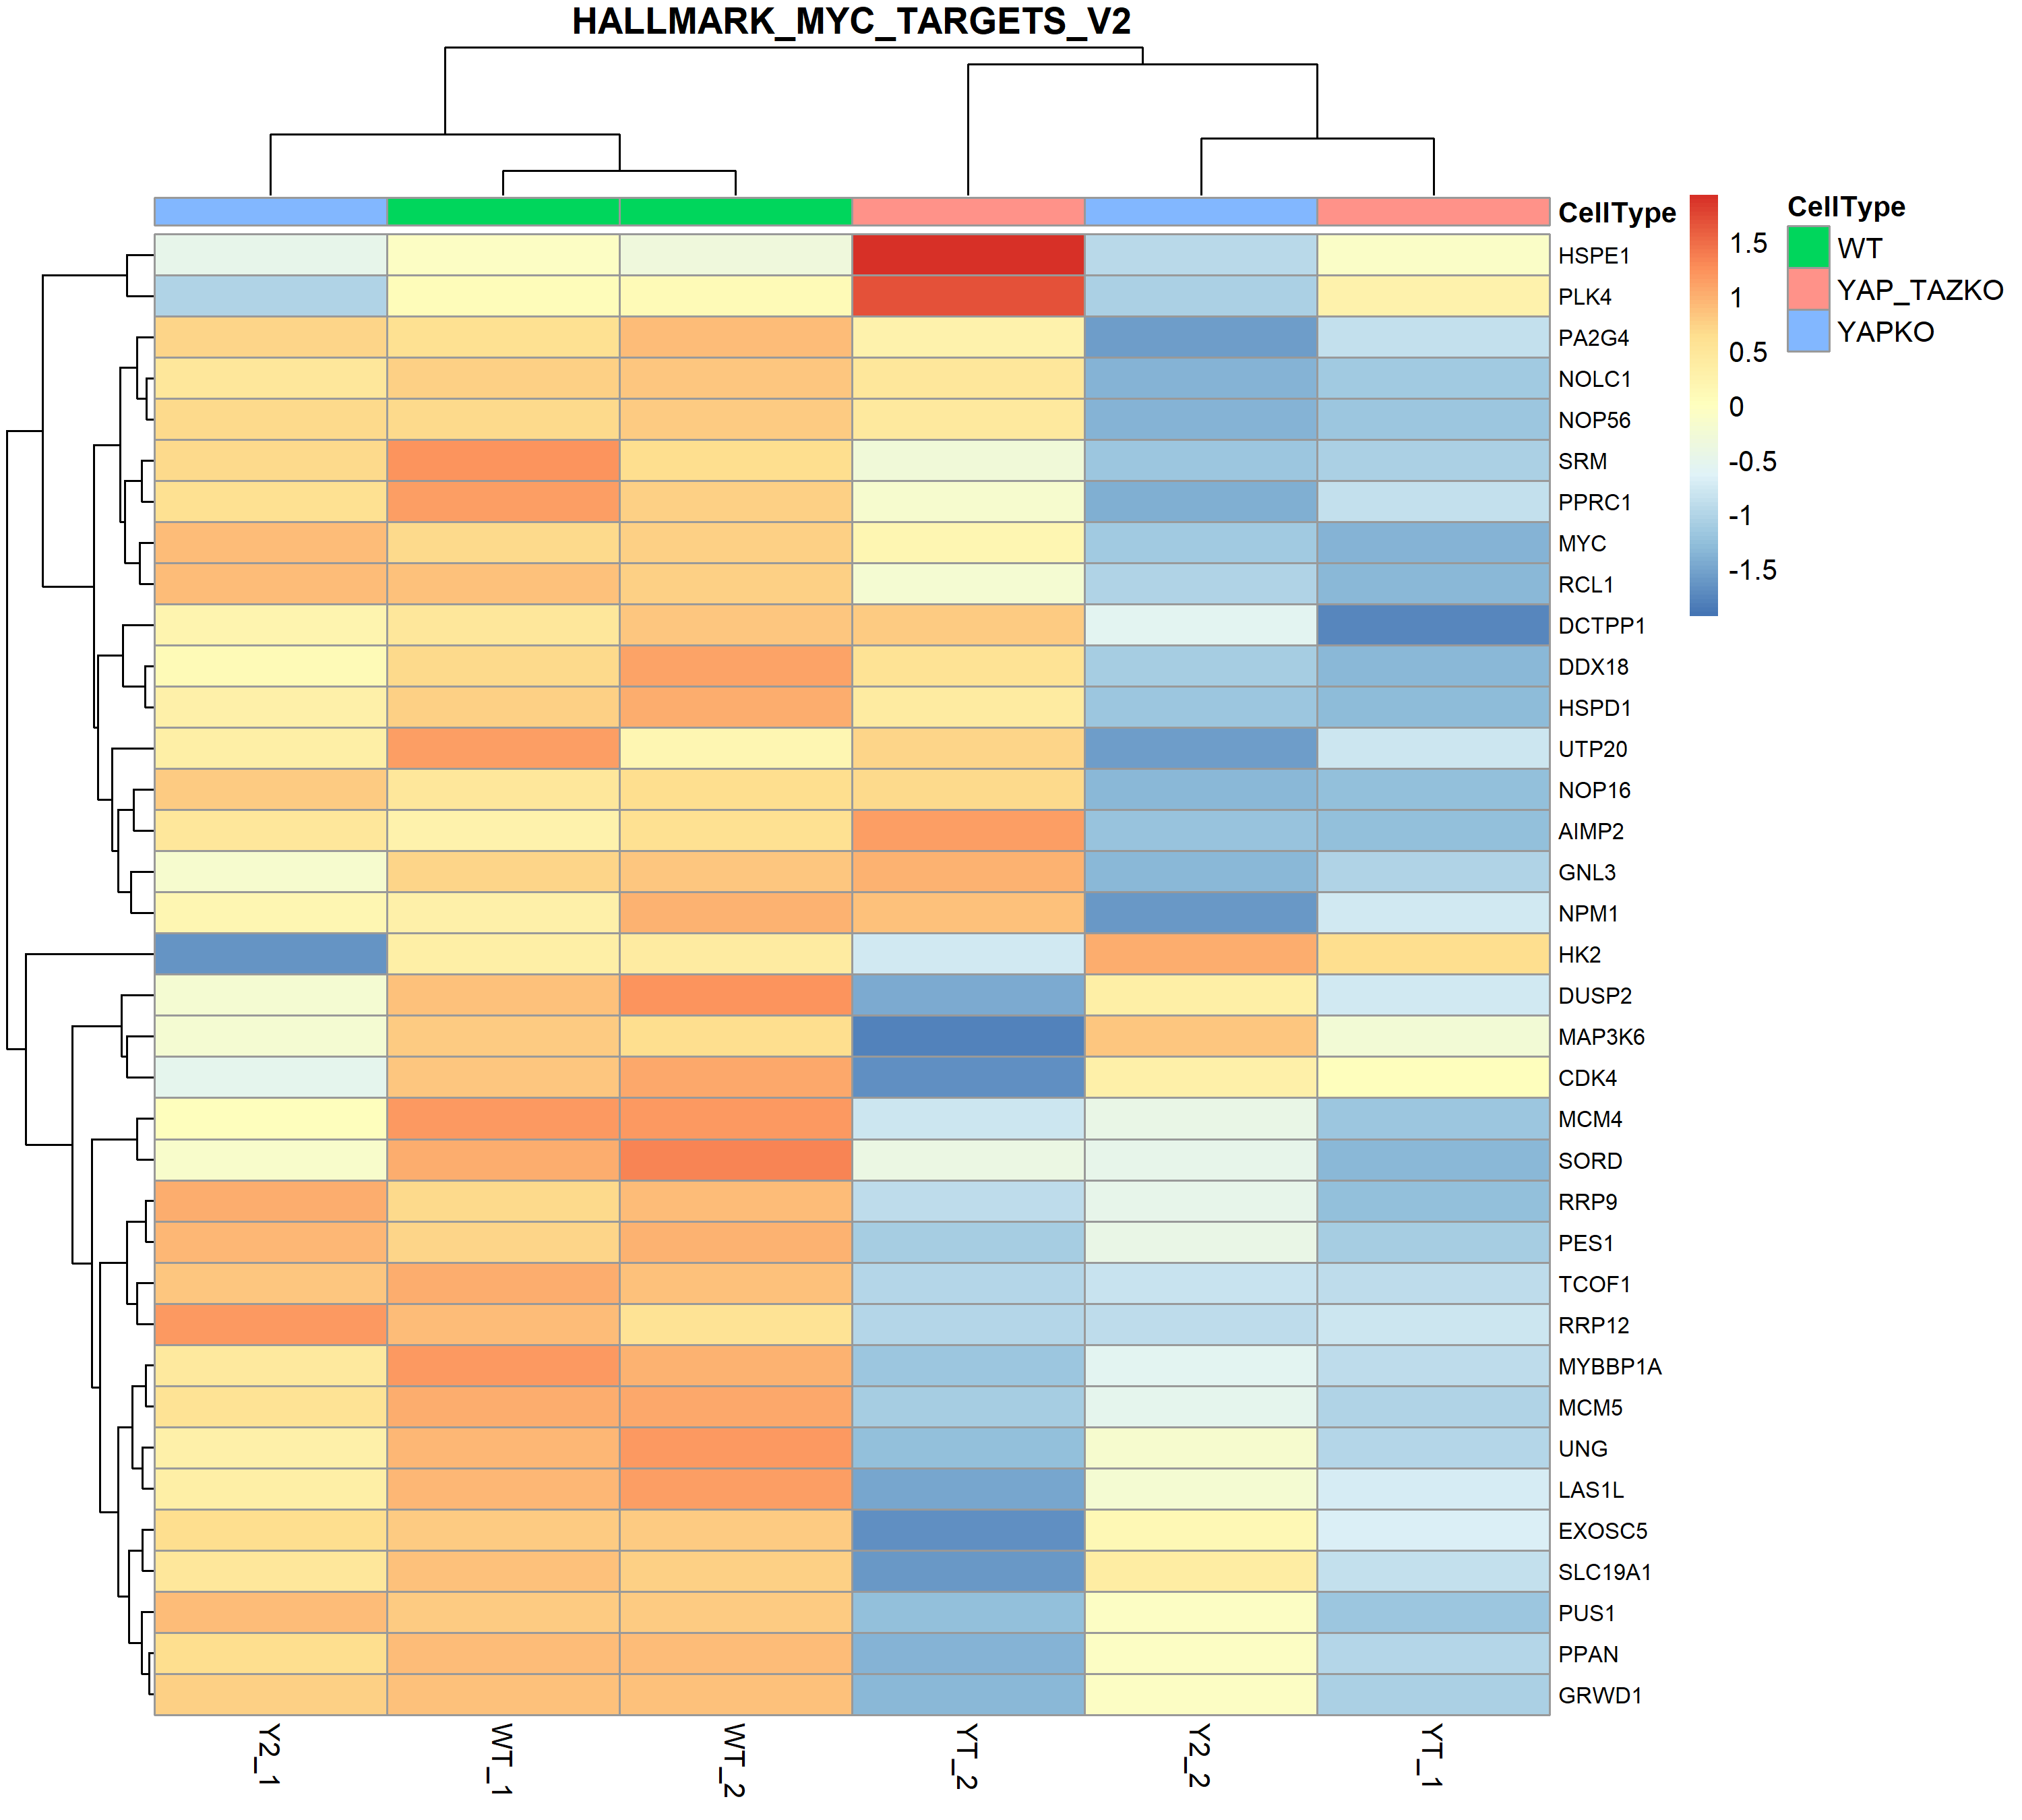 HALLMARK_MYC_TARGETS_V2
CellType
HSPE1
PLK4
PA2G4
NOLC1
NOP56
SRM
PPRC1
MYC
RCL1
DCTPP1
DDX18
HSPD1
UTP20
NOP16
AIMP2
GNL3
NPM1
HK2
DUSP2
MAP3K6
CDK4
MCM4
SORD
RRP9
PES1
TCOF1
RRP12
MYBBP1A
MCM5
UNG
LAS1L
EXOSC5
SLC19A1
PUS1
PPAN
GRWD1
Y2_1
WT_1
WT_2
YT_2
Y2_2
YT_1
1.5
1
0.5
0
-0.5
-1
-1.5
CellType
WT
YAP_TAZKO
YAPKO